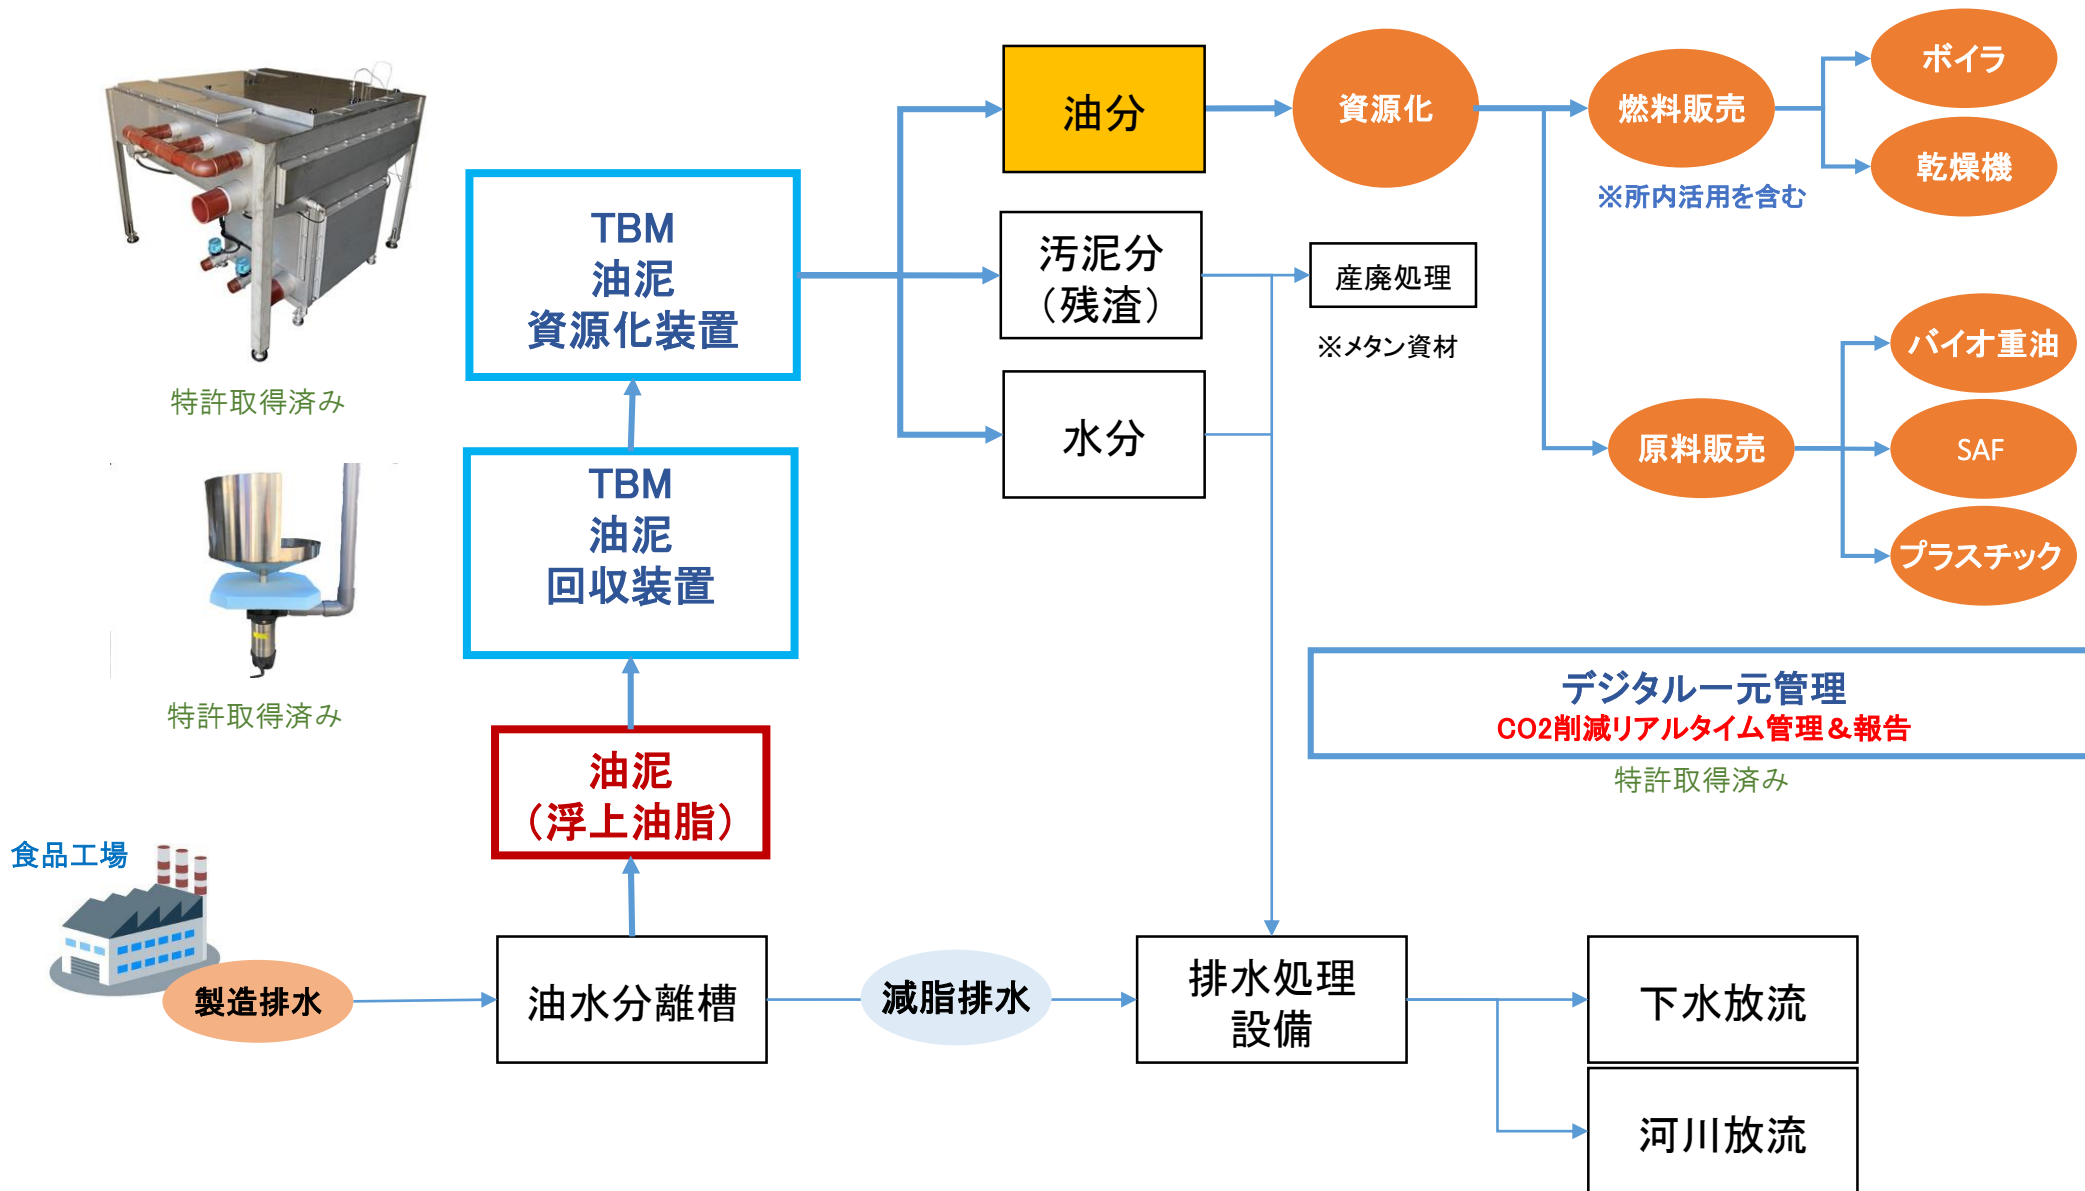 特許取得済み
特許取得済み
食品工場
製造排水
油水分離槽
油泥
（浮上油脂）
TBM
油泥
回収装置
TBM
油泥
資源化装置
油分
汚泥分
（残渣）
水分
産廃処理
※メタン資材
資源化
燃料販売
※所内活用を含む
ボイラ
乾燥機
原料販売
バイオ重油
SAF
プラスチック
デジタル一元管理
CO2削減リアルタイム管理＆報告
特許取得済み
減脂排水
排水処理
設備
下水放流
河川放流